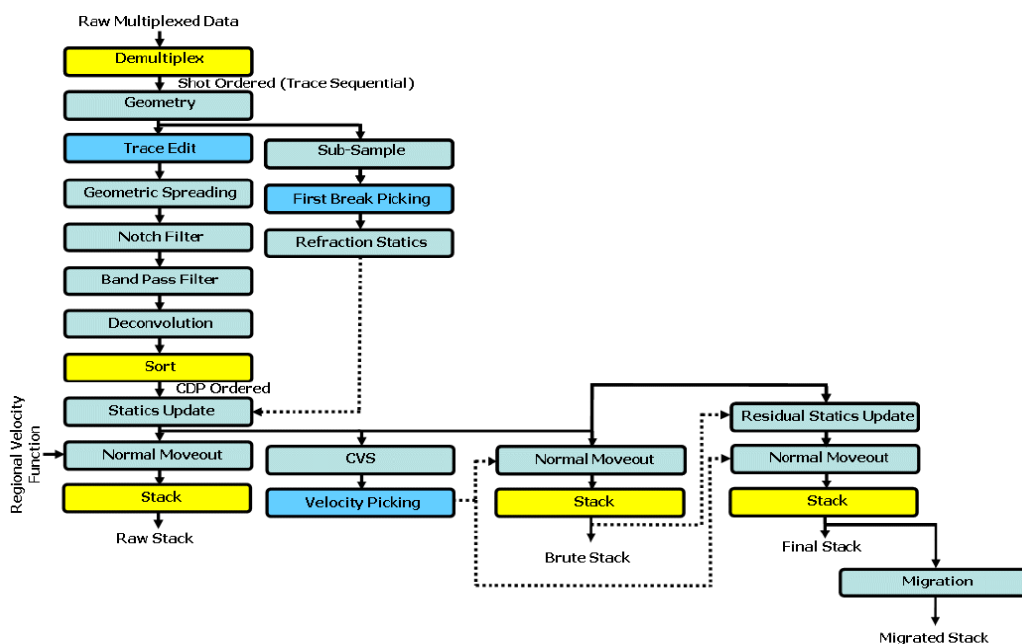 Raw Multiplexed Data
Demultiplex
Shot Ordered (Trace Sequential)
Geometry
Trace Edit
Sub-Sample
Geometric Spreading
First Break Picking
Notch Filter
Refraction Statics
Band Pass Filter
Deconvolution
Sort
CDP Ordered
Statics Update
Residual Statics Update
Regional Velocity
Function
Normal Moveout
CVS
Normal Moveout
Normal Moveout
Stack
Velocity Picking
Stack
Stack
Raw Stack
Brute Stack
Final Stack
Migration
Migrated Stack